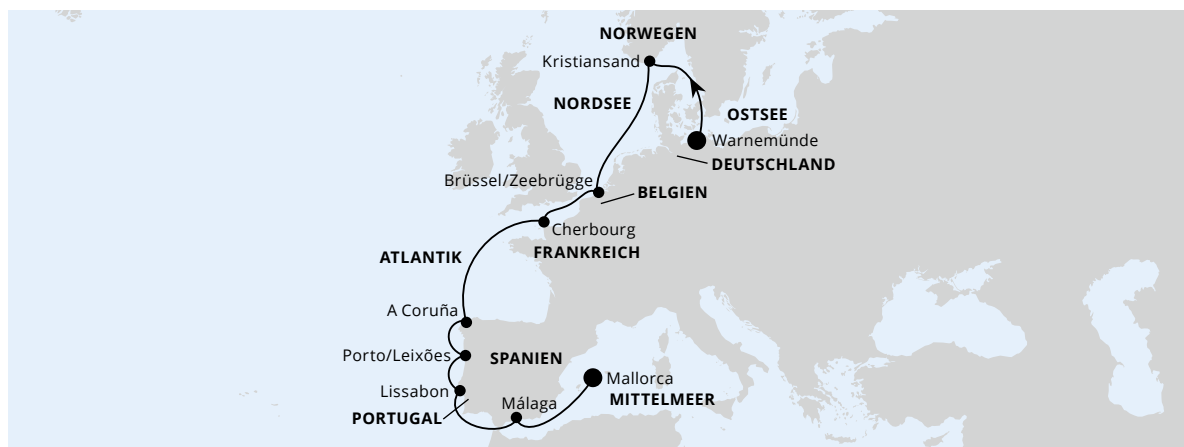 NORWEGEN
Kristiansand
NORDSEE
OSTSEE
Warnemünde
DEUTSCHLAND
Brüssel/Zeebrügge
BELGIEN
Cherbourg
FRANKREICH
ATLANTIK
A Coruña
Porto/Leixões
SPANIEN
Lissabon
Mallorca
MITTELMEER
Málaga
PORTUGAL